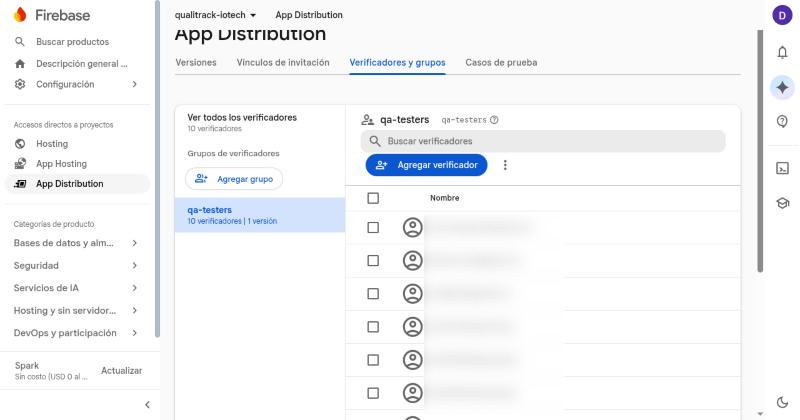 Firebase
Buscar productos
Descripción general ...
Configuración
Accesos directos a proyectos
Hosting
App Hosting
App Distribution
Categorías de producto
Bases de datos y alm...
Seguridad
Servicios de IA
Hosting y sin servidor...
DevOps y participación
Spark
Sin costo (USD 0 al ...
Actualizar
qualitrack-iotech
App Distribution
App Distribution
Versiones
Vínculos de invitación
Verificadores y grupos
Casos de prueba
Ver todos los verificadores
10 verificadores
Grupos de verificadores
Agregar grupo
qa-testers
10 verificadores | 1 versión
qa-testers
qa-testers
Buscar verificadores
Agregar verificador
Nombre
D